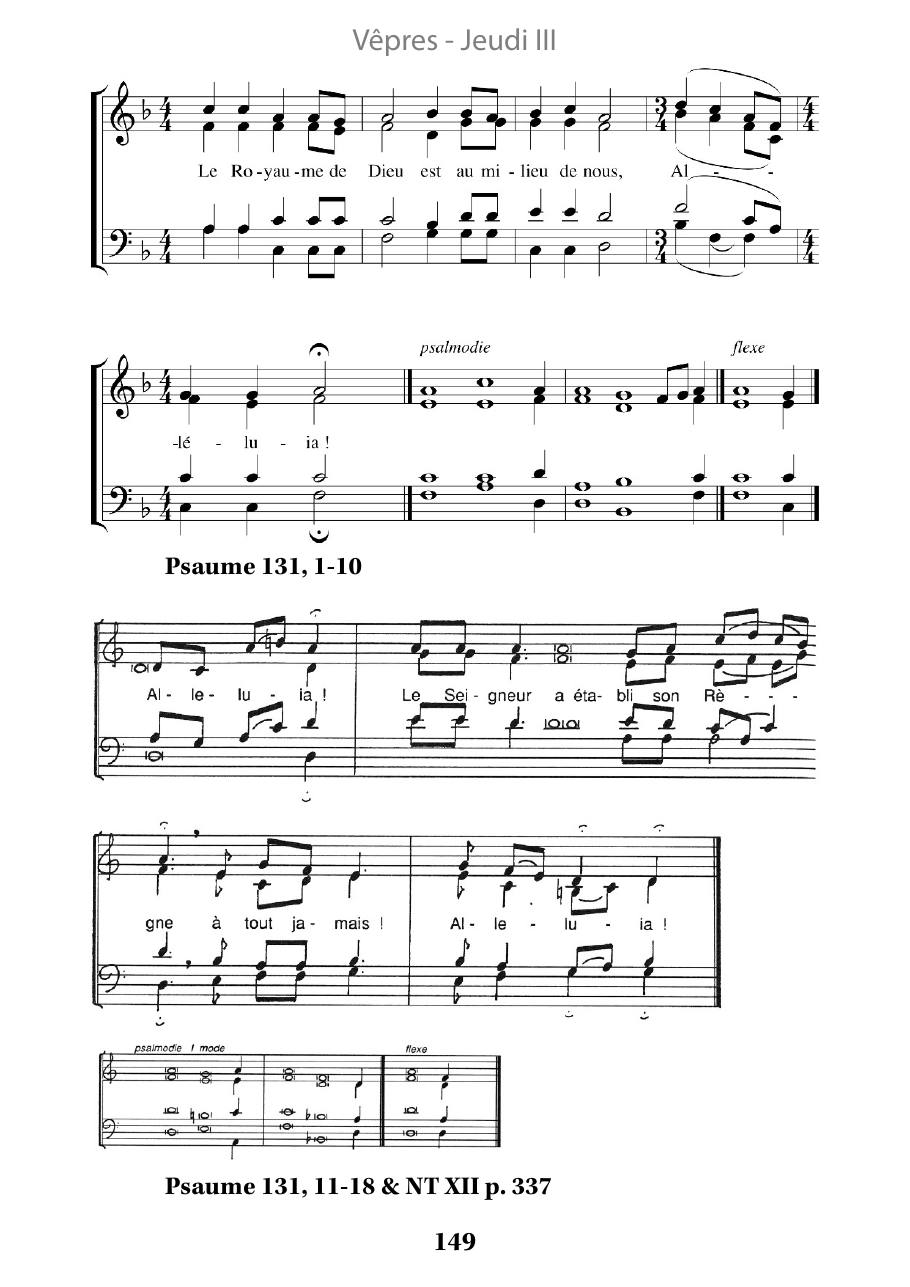 Vêpres - Jeudi III
Le Ro - yau - me de Dieu est au mi - lieu de nous, Al - - -
psalmodie flexe
-lé - lu - ia !
Psaume 131, 1-10
Al - le - lu - ia ! Le Sei - gneur a éta - bli son Rè - - -
gne à tout ja - mais ! Al - le - lu - ia !
psalmodie I mode flexe
Psaume 131, 11-18 & NT XII p. 337
149